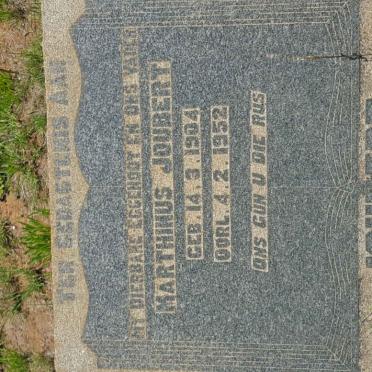 TER GEDAGTENIS AAN
MY DIERBARE EGGENOOT EN ONS VADER
MARTHINUS JOUBERT
GEB 14.3.1904
OORL. 4.2.1952
ONS GUN U DIE RUS